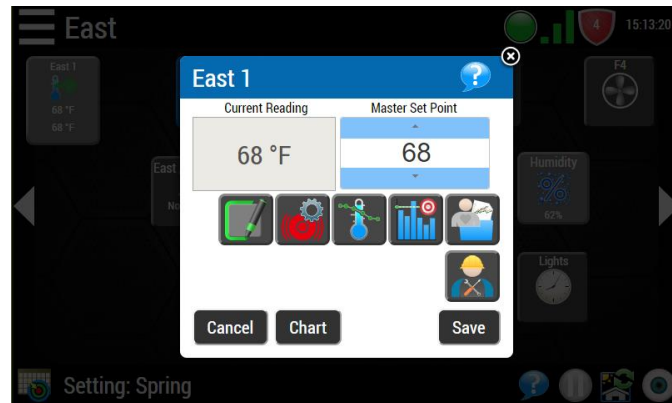 East
4
15:13:20
East 1
68 °F
68 °F
F4
East 1
Current Reading
Master Set Point
68 °F
68
East
Humidity
62%
Lights
Cancel
Chart
Save
Setting: Spring